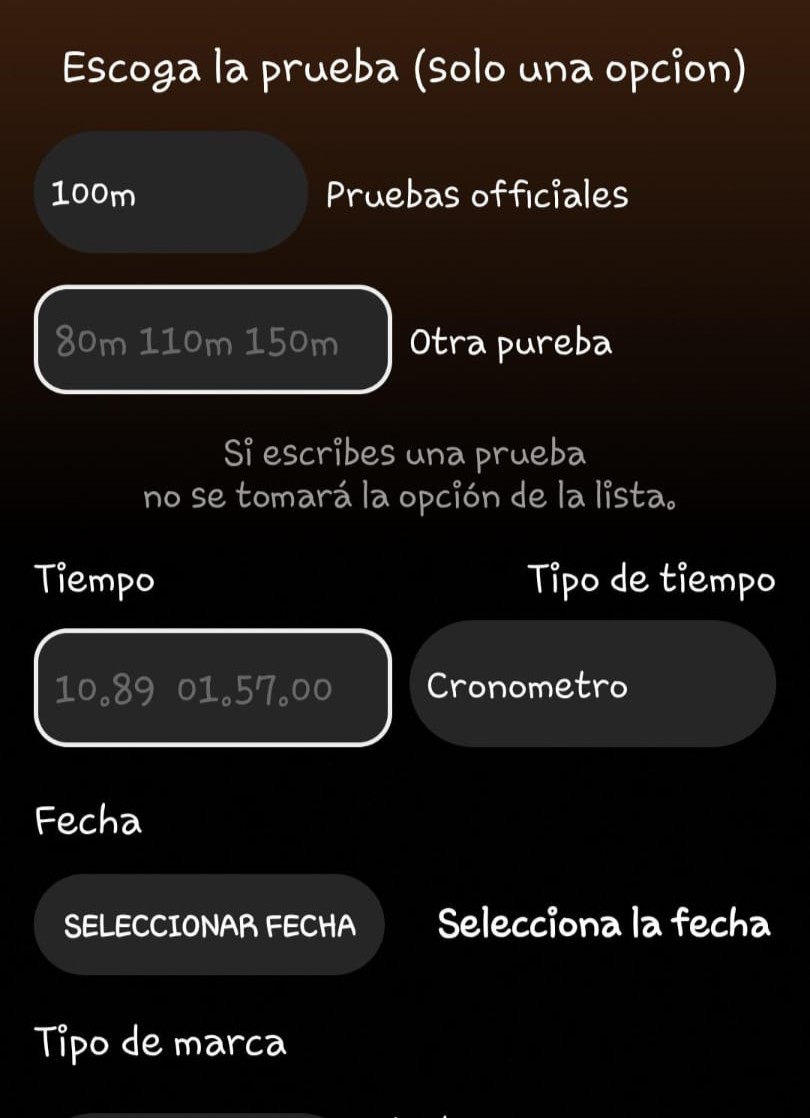 Escoga la prueba (solo una opcion)
100m
Pruebas officiales
80m 110m 150m
Otra pureba
Si escribes una prueba
no se tomará la opción de la lista.
Tiempo
Tipo de tiempo
10.89 01.57.00
Cronometro
Fecha
SELECCIONAR FECHA
Selecciona la fecha
Tipo de marca